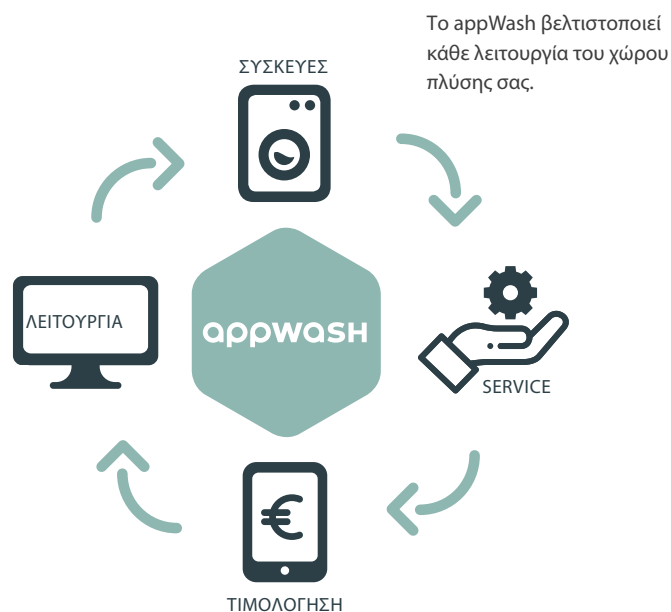 Το appWash βελτιστοποιεί
κάθε λειτουργία του χώρου
πλύσης σας.
ΣΥΣΚΕΥΕΣ
ΛΕΙΤΟΥΡΓΙΑ
appwash
SERVICE
€
ΤΙΜΟΛΟΓΗΣΗ